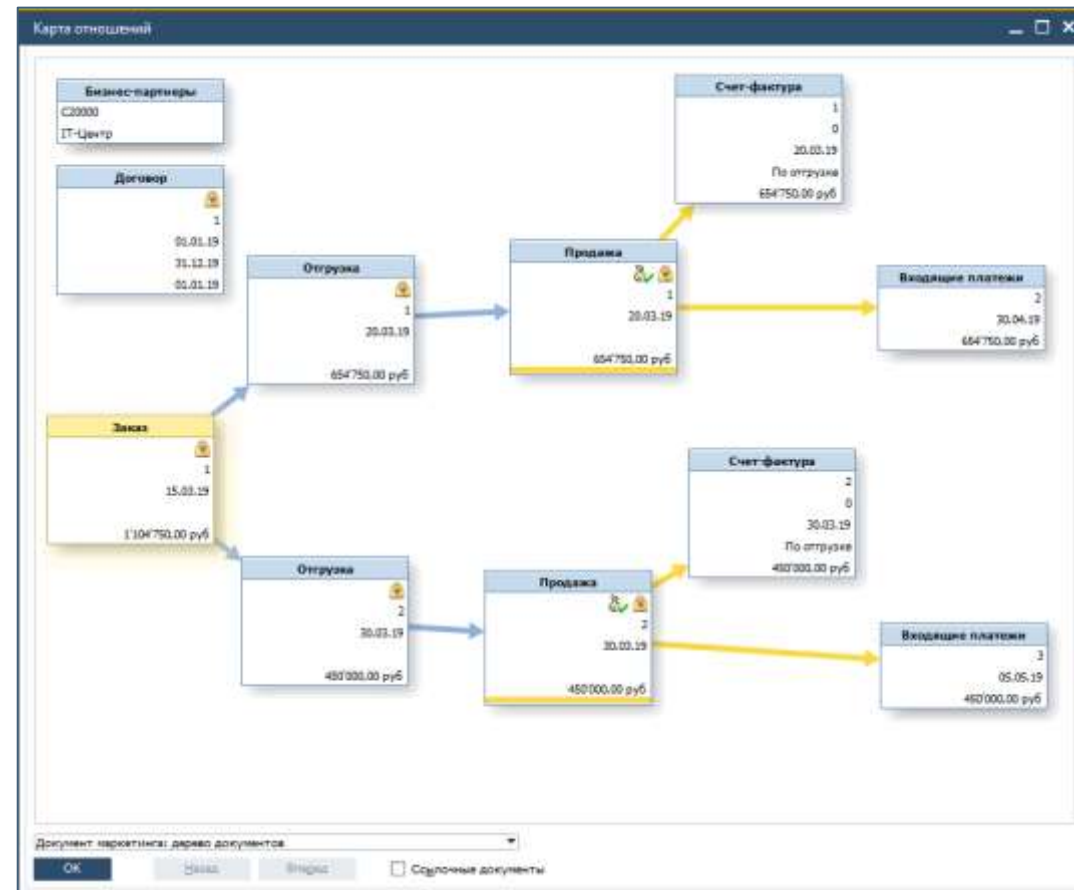 Карта отношений
Бизнес-партнеры
C20000
IT-Центр
Договор
1
01.01.19
31.12.19
01.01.19
Счет-фактура
1
0
20.03.19
По отгрузке
654'750,00 руб
Отгрузка
1
20.03.19
654'750,00 руб
Продажа
1
20.03.19
654'750,00 руб
Входящие платежи
2
30.04.19
654'750,00 руб
Заказ
1
15.03.19
1'104'750,00 руб
Счет-фактура
2
0
30.03.19
По отгрузке
450'000,00 руб
Отгрузка
2
30.03.19
450'000,00 руб
Продажа
2
30.03.19
450'000,00 руб
Входящие платежи
3
05.05.19
450'000,00 руб
Документ маркетинга: дерево документов
OK
Назад
Вперед
Ссылочные документы